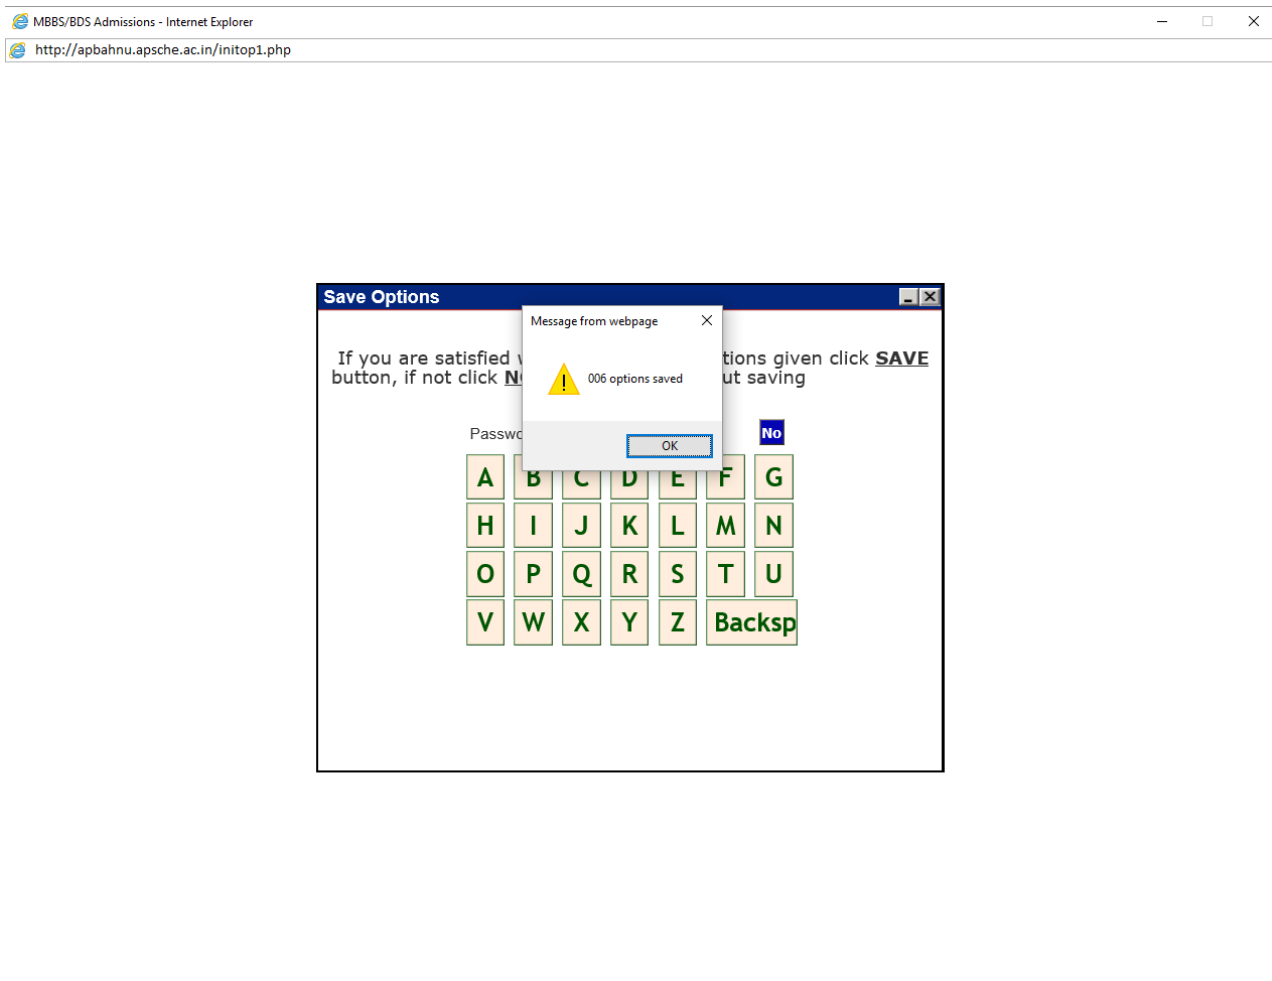 MBBS/BDS Admissions - Internet Explorer
http://apbahnu.apsche.ac.in/initop1.php
Save Options
Message from webpage
If you are satisfied tions given click SAVE
button, if not click ut saving
006 options saved
OK
No
A B C D E F G
H I J K L M N
O P Q R S T U
V W X Y Z Backsp